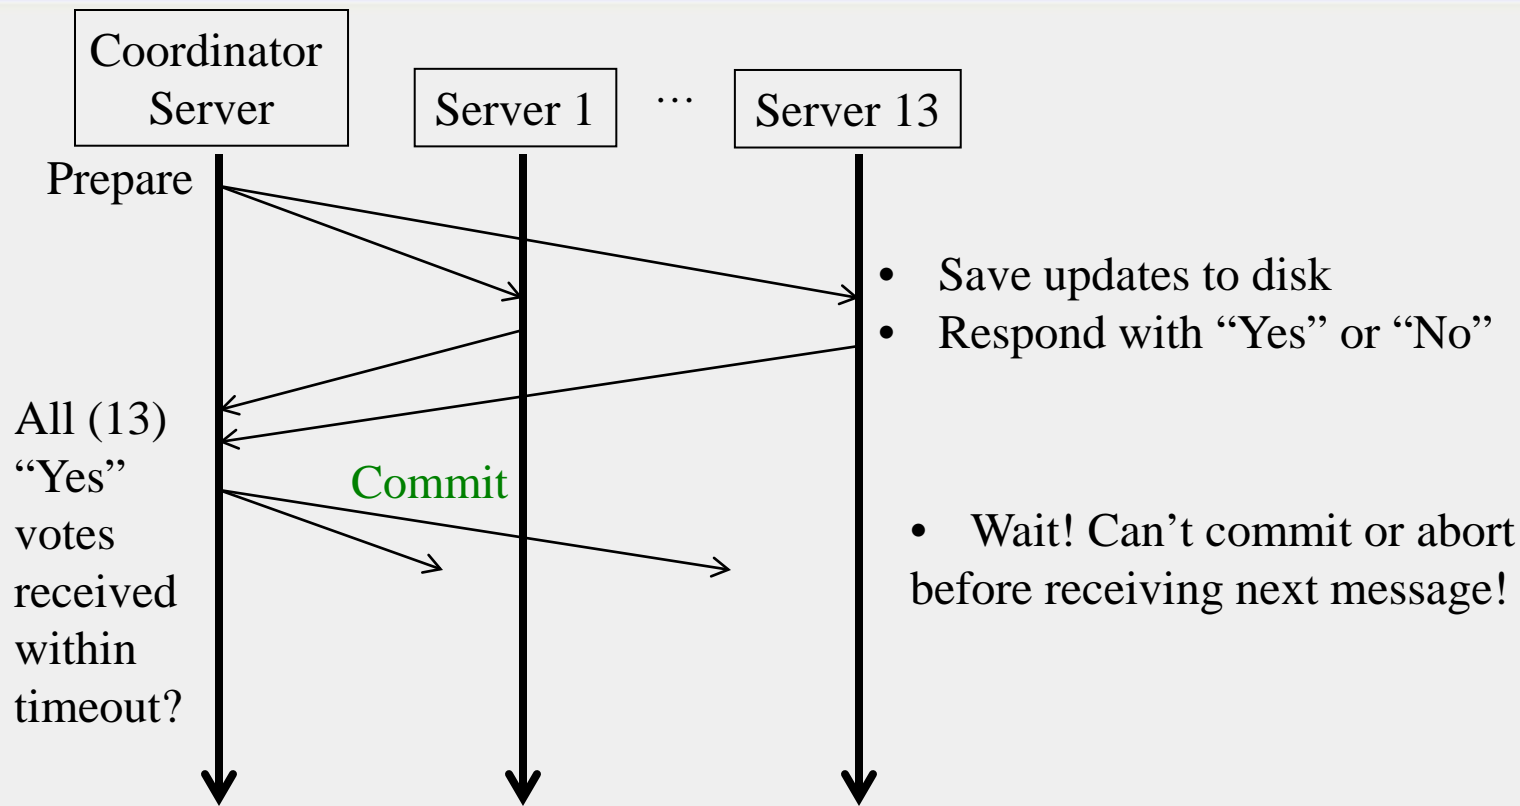 Coordinator
Server
Server 1
…
Server 13
Prepare
• Save updates to disk
• Respond with “Yes” or “No”
All (13)
“Yes”
votes
received
within
timeout?
Commit
• Wait! Can’t commit or abort
before receiving next message!